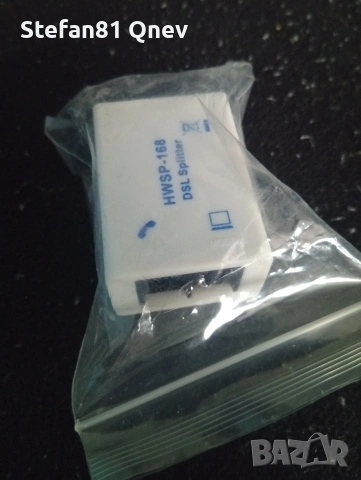 Stefan81 Qnev
HWSP-168
DSL Splitter
BAZAR